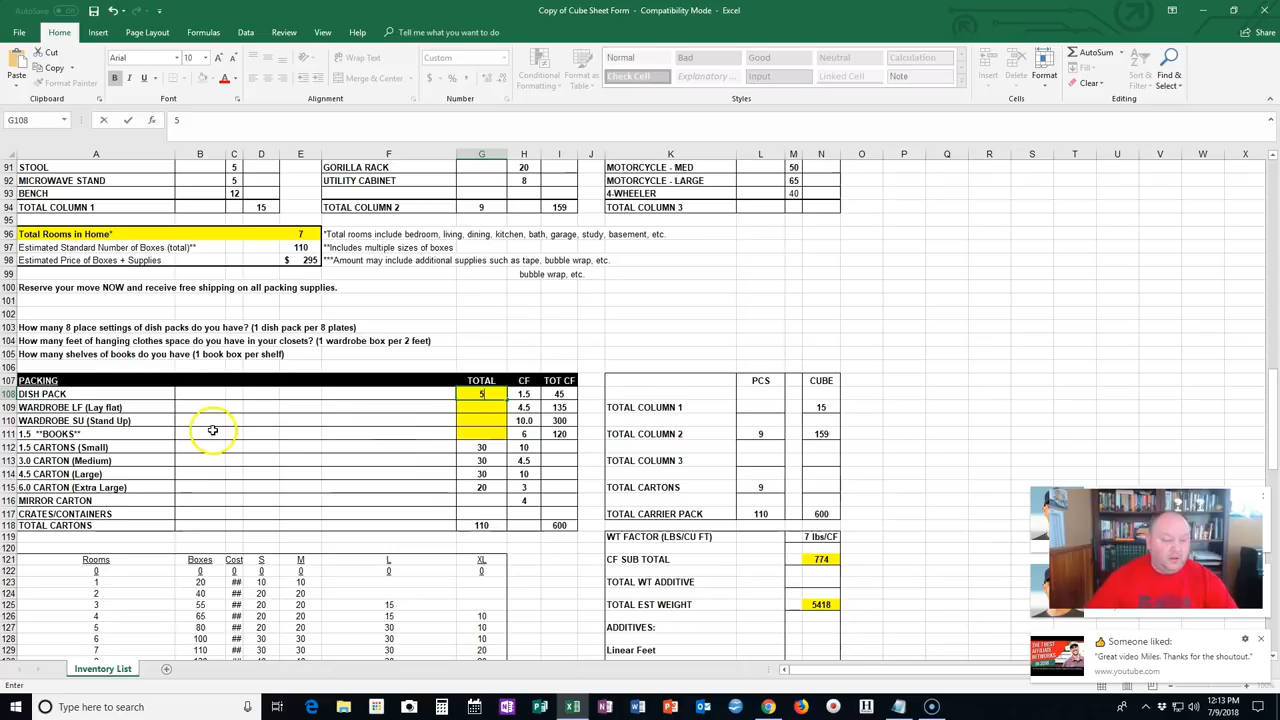 AutoSave Off
Copy of Cube Sheet Form - Compatibility Mode - Excel
File Home Insert Page Layout Formulas Data Review View Help Tell me what you want to do Share
Cut
Copy
Format Painter
Paste
Clipboard
Arial 10
B I U
Font
Wrap Text
Merge & Center
Alignment
Custom
$ %
Number
Conditional Formatting
Format as Table
Normal Bad Good Calculation
Check Cell Explanatory ... Input Linked Cell Note
Styles
Insert Delete Format
Cells
AutoSum
Fill
Clear
Sort & Filter
Find & Select
Editing
G108 fx 5
A B C D E F G H I J K L M N O P Q R S T U V W X
91 STOOL 5 GORILLA RACK 20 MOTORCYCLE - MED 50
92 MICROWAVE STAND 5 UTILITY CABINET 8 MOTORCYCLE - LARGE 65
93 BENCH 12 4-WHEELER 40
94 TOTAL COLUMN 1 15 TOTAL COLUMN 2 9 159 TOTAL COLUMN 3
95
96 Total Rooms in Home* 7 *Total rooms include bedroom, living, dining, kitchen, bath, garage, study, basement, etc.
97 Estimated Standard Number of Boxes (total)** 110 **Includes multiple sizes of boxes
98 Estimated Price of Boxes + Supplies $ 295 ***Amount may include additional supplies such as tape, bubble wrap, etc.
99 bubble wrap, etc.
100 Reserve your move NOW and receive free shipping on all packing supplies.
101
102
103 How many 8 place settings of dish packs do you have? (1 dish pack per 8 plates)
104 How many feet of hanging clothes space do you have in your closets? (1 wardrobe box per 2 feet)
105 How many shelves of books do you have (1 book box per shelf)
106
107 PACKING TOTAL CF TOT CF PCS CUBE
108 DISH PACK 5 1.5 45
109 WARDROBE LF (Lay flat) 4.5 135 TOTAL COLUMN 1 15
110 WARDROBE SU (Stand Up) 10.0 300
111 1.5 **BOOKS** 6 120 TOTAL COLUMN 2 9 159
112 1.5 CARTONS (Small) 30 10
113 3.0 CARTON (Medium) 30 4.5 TOTAL COLUMN 3
114 4.5 CARTON (Large) 30 10
115 6.0 CARTON (Extra Large) 20 3 TOTAL CARTONS 9
116 MIRROR CARTON 4
117 CRATES/CONTAINERS TOTAL CARRIER PACK 110 600
118 TOTAL CARTONS 110 600
119 WT FACTOR (LBS/CU FT) 7 lbs/CF
120
121 Rooms Boxes Cost S M L XL CF SUB TOTAL 774
122 0 0 0 0 0 0 0
123 1 20 ## 10 10 TOTAL WT ADDITIVE
124 2 40 ## 20 20
125 3 55 ## 20 20 15 TOTAL EST WEIGHT 5418
126 4 65 ## 20 20 15 10
127 5 80 ## 20 20 30 10 ADDITIVES:
128 6 100 ## 30 30 30 10
129 7 110 ## 30 30 30 20 Linear Feet
Someone liked:
"Great video Miles. Thanks for the shoutout."
www.youtube.com
THE 7 BEST
AFFILIATE
NETWORKS
Inventory List
Enter
100%
Type here to search
12:13 PM
7/9/2018